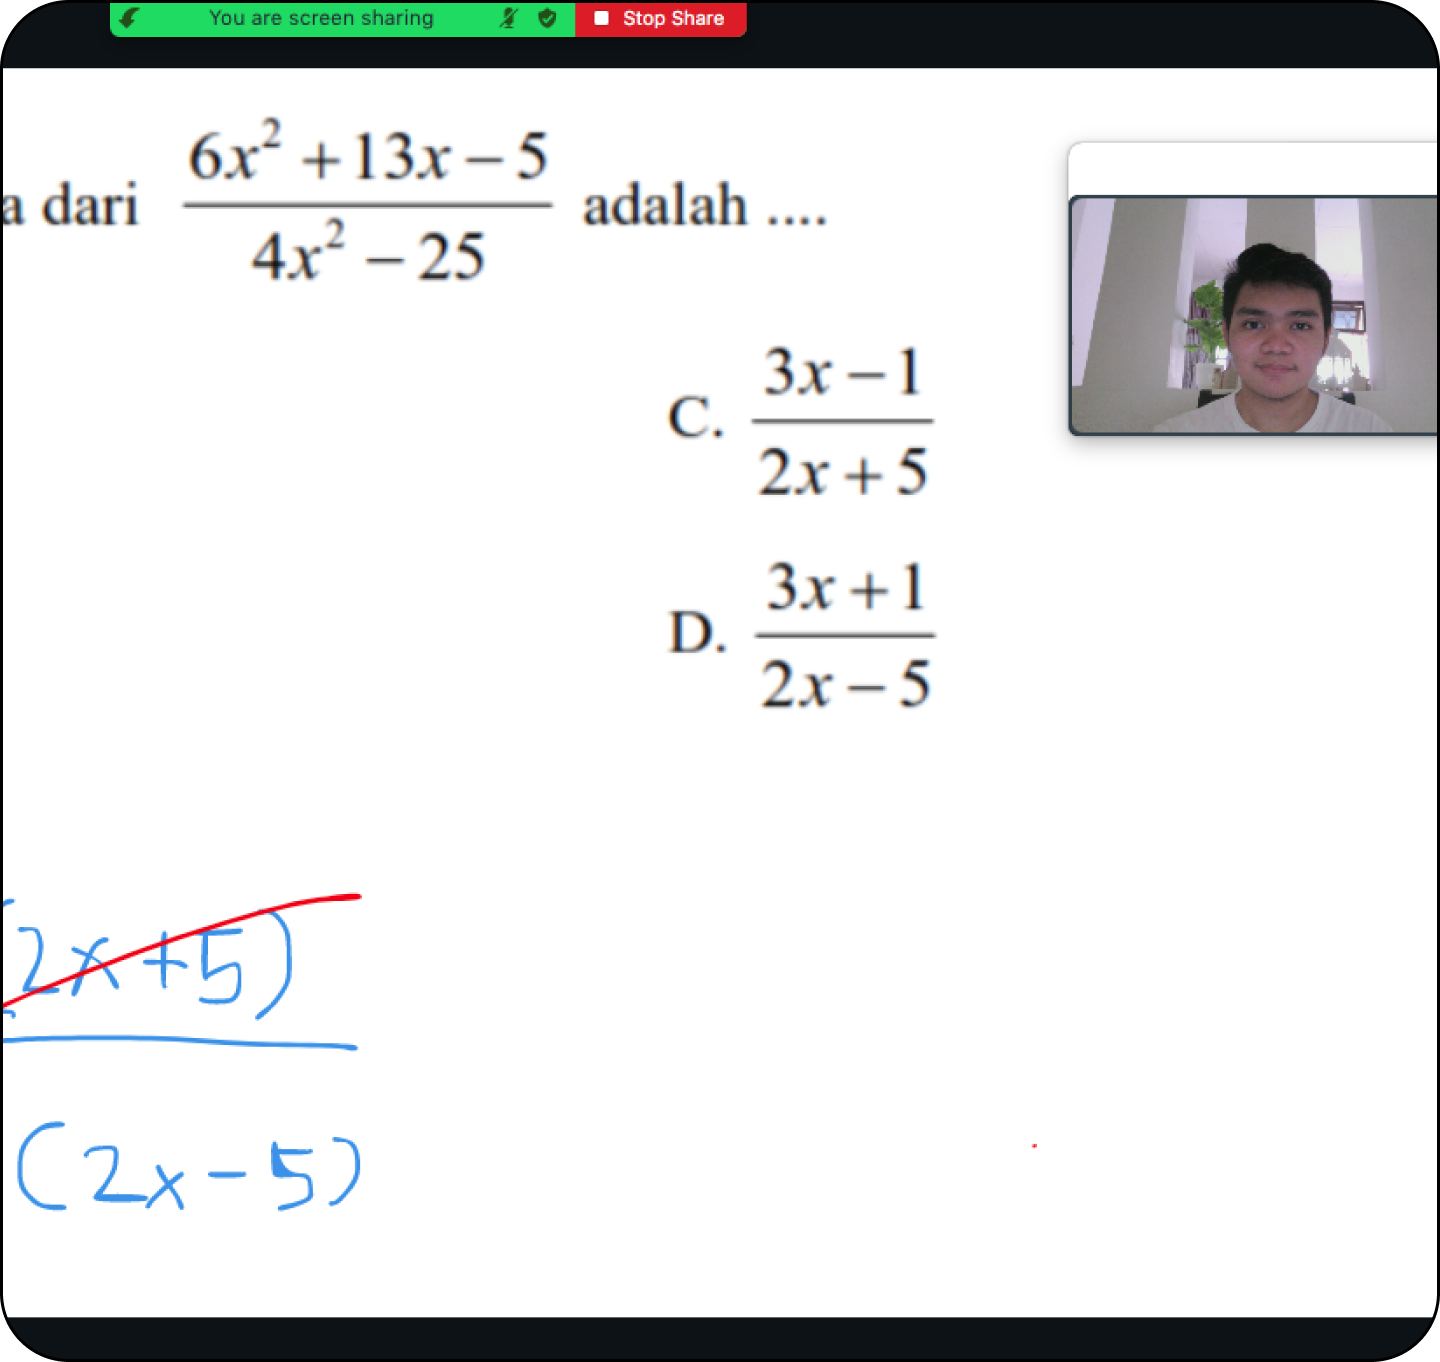 You are screen sharing Stop Share
a dari \frac{6x^2 + 13x - 5}{4x^2 - 25} adalah ....
C. \frac{3x - 1}{2x + 5}
D. \frac{3x + 1}{2x - 5}
(2x+5)
(2x-5)